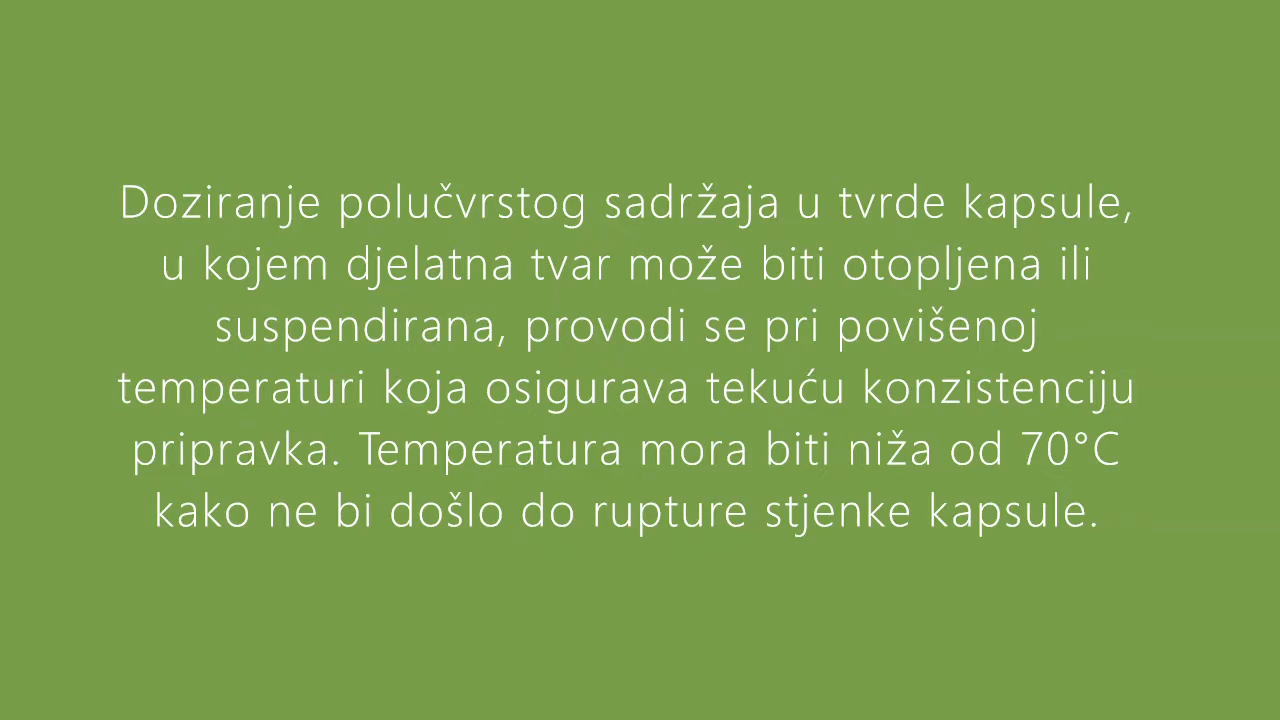 Doziranje polučvrstog sadržaja u tvrde kapsule,
u kojem djelatna tvar može biti otopljena ili
suspendirana, provodi se pri povišenoj
temperaturi koja osigurava tekuću konzistenciju
pripravka. Temperatura mora biti niža od 70°C
kako ne bi došlo do rupture stjenke kapsule.